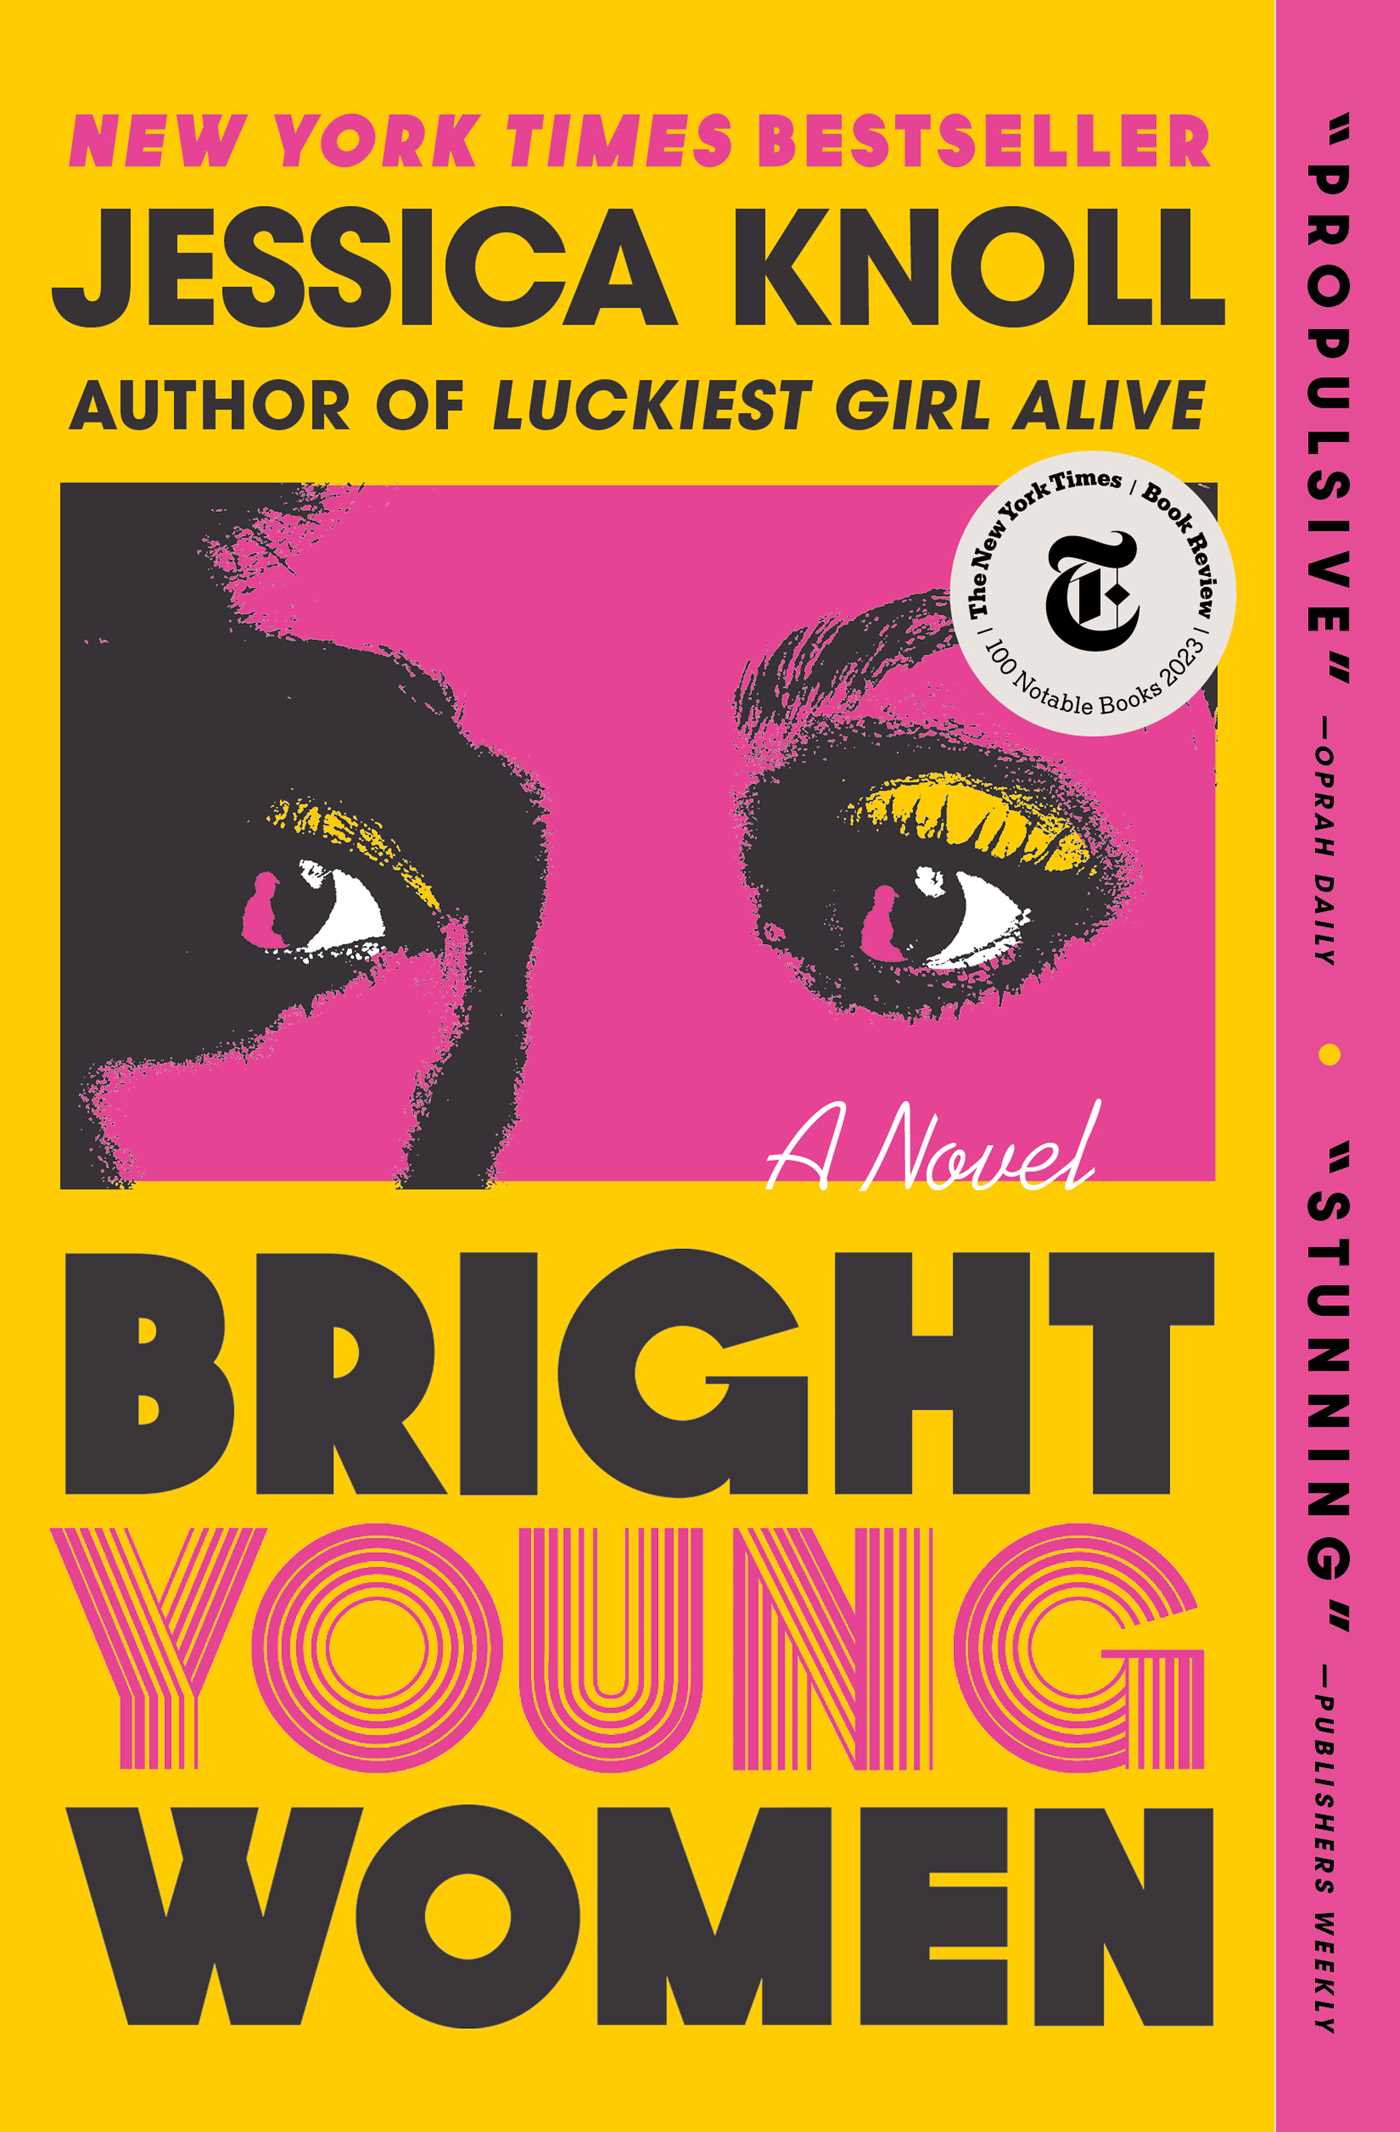 NEW YORK TIMES BESTSELLER
JESSICA KNOLL
AUTHOR OF LUCKIEST GIRL ALIVE
The New York Times | Book Review
T
| 100 Notable Books 2023 |
A Novel
BRIGHT
YOUNG
WOMEN
"PROPULSIVE" —OPRAH DAILY • "STUNNING" —PUBLISHERS WEEKLY